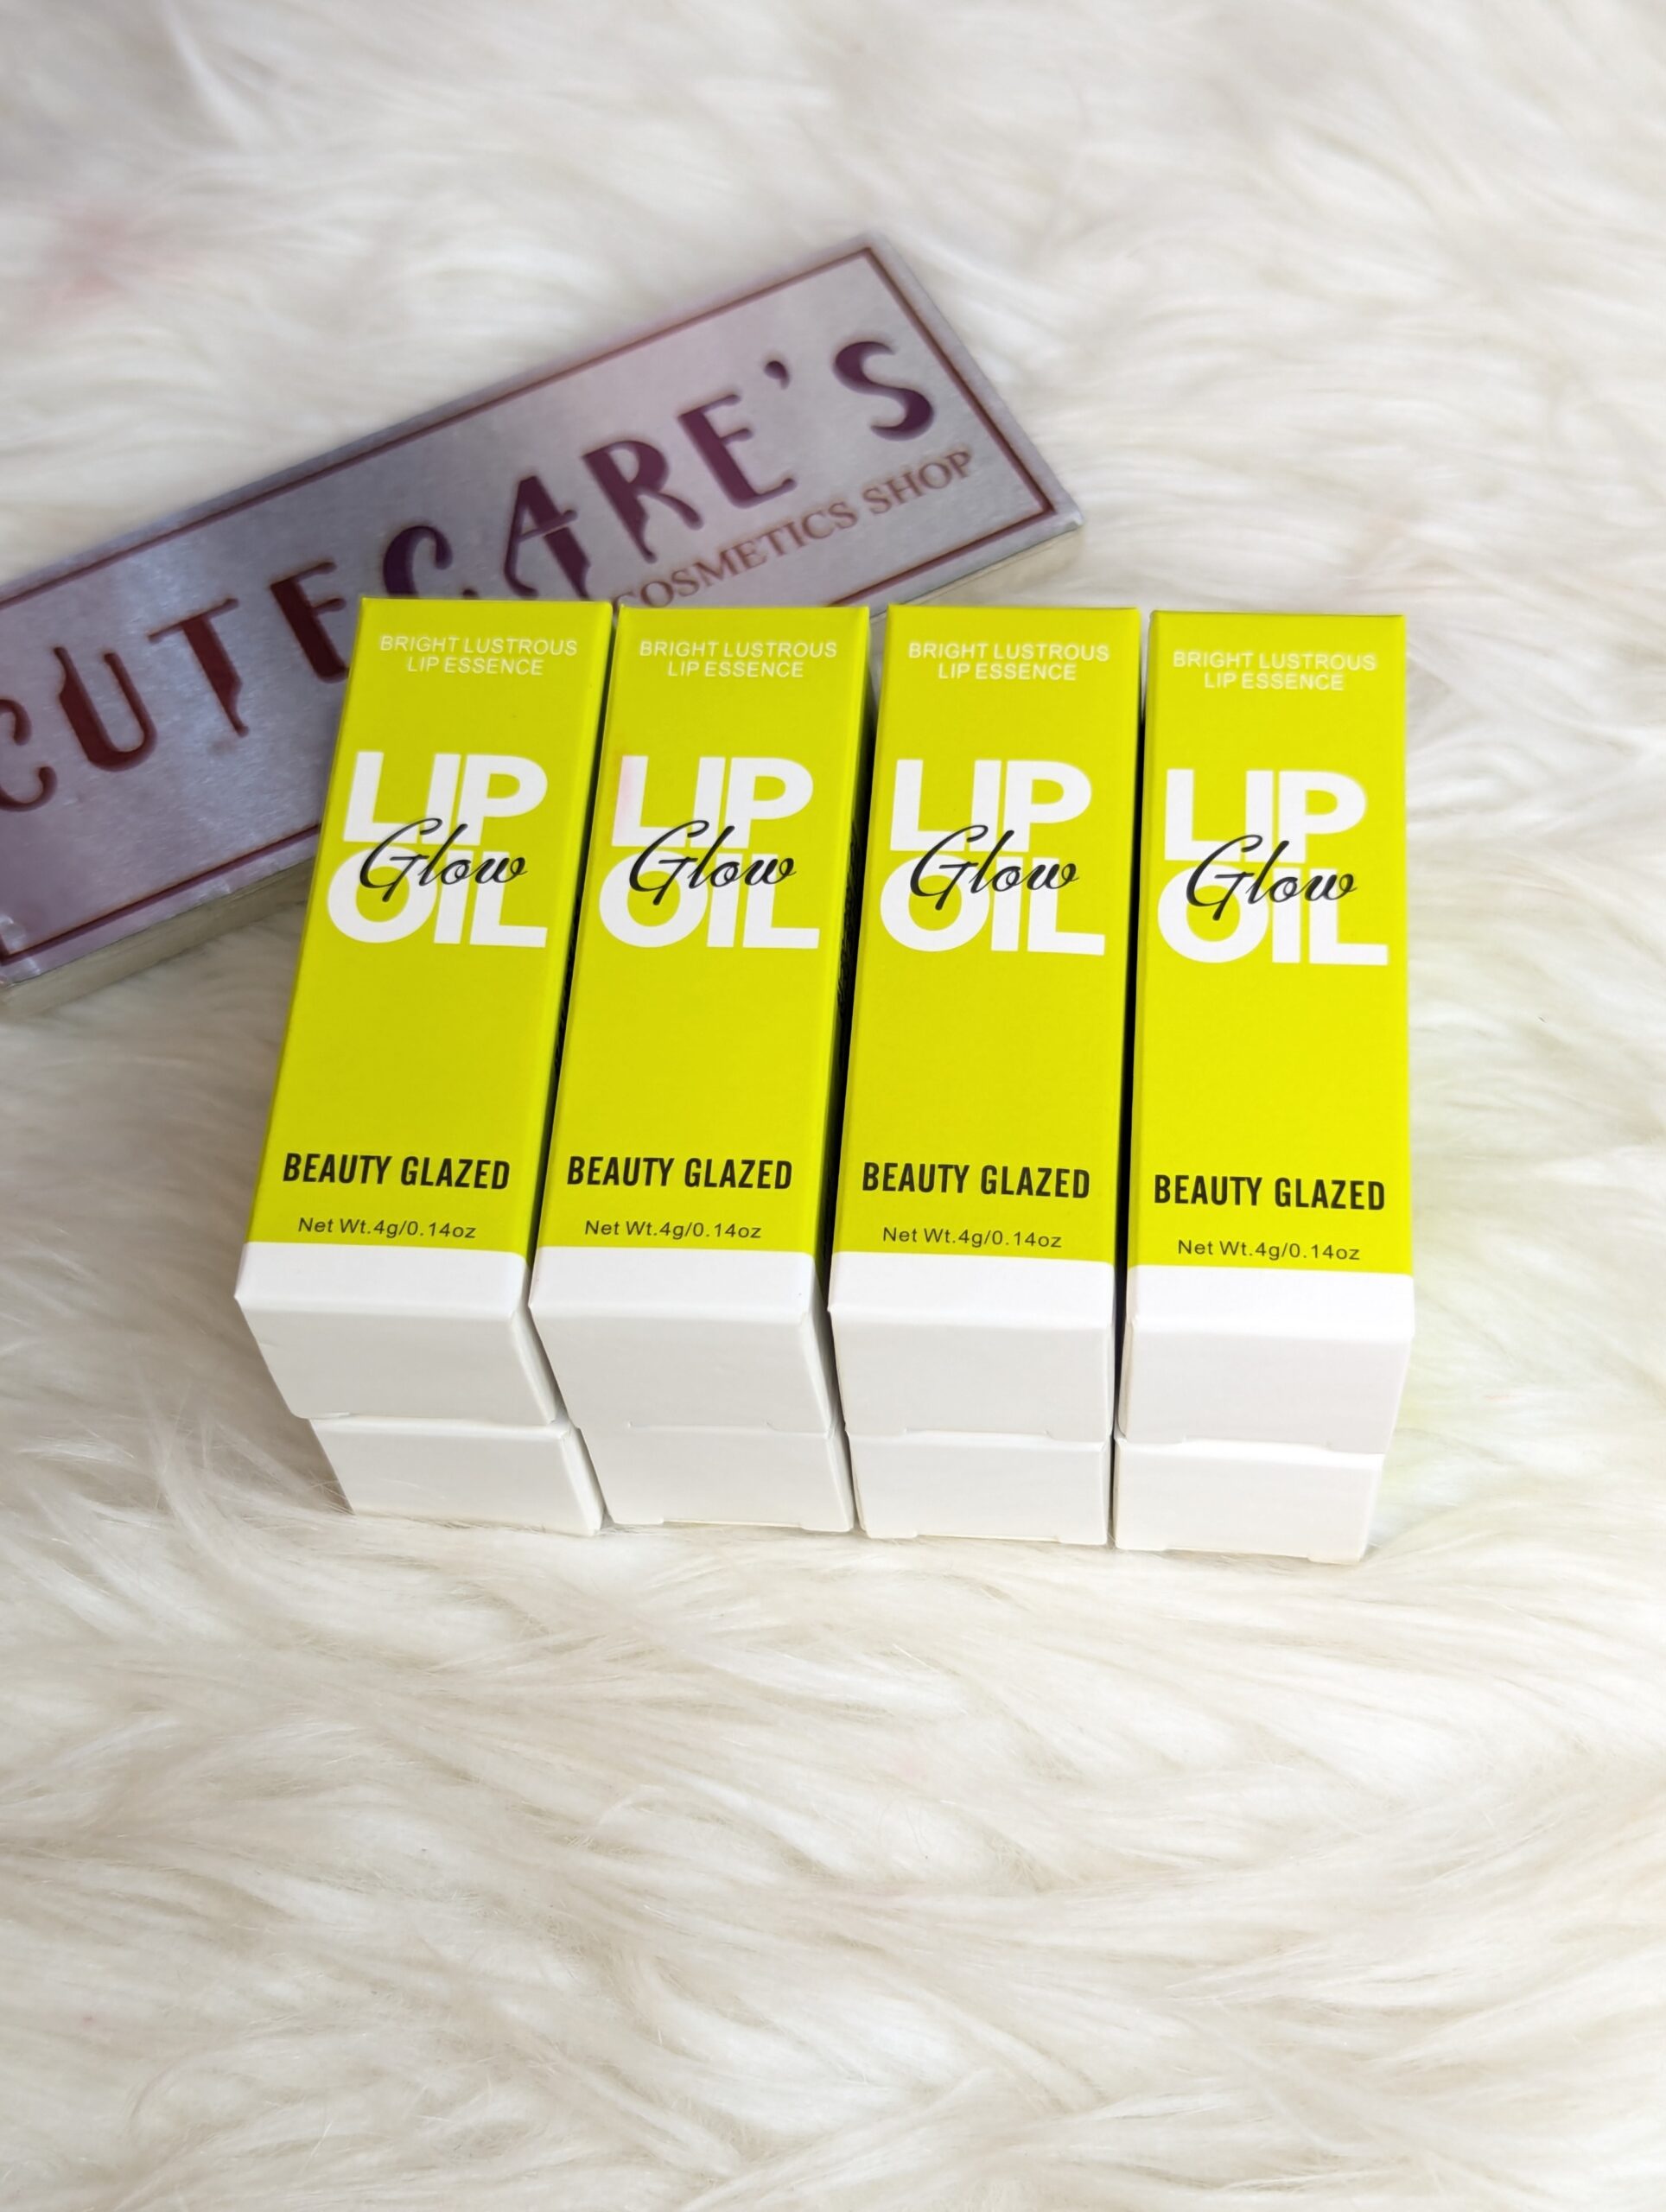 CUTECARE'S
COSMETICS SHOP
BRIGHT LUSTROUS
LIP ESSENCE
LIP
Glow
OIL
BEAUTY GLAZED
Net Wt.4g/0.14oz
BRIGHT LUSTROUS
LIP ESSENCE
LIP
Glow
OIL
BEAUTY GLAZED
Net Wt.4g/0.14oz
BRIGHT LUSTROUS
LIP ESSENCE
LIP
Glow
OIL
BEAUTY GLAZED
Net Wt.4g/0.14oz
BRIGHT LUSTROUS
LIP ESSENCE
LIP
Glow
OIL
BEAUTY GLAZED
Net Wt.4g/0.14oz